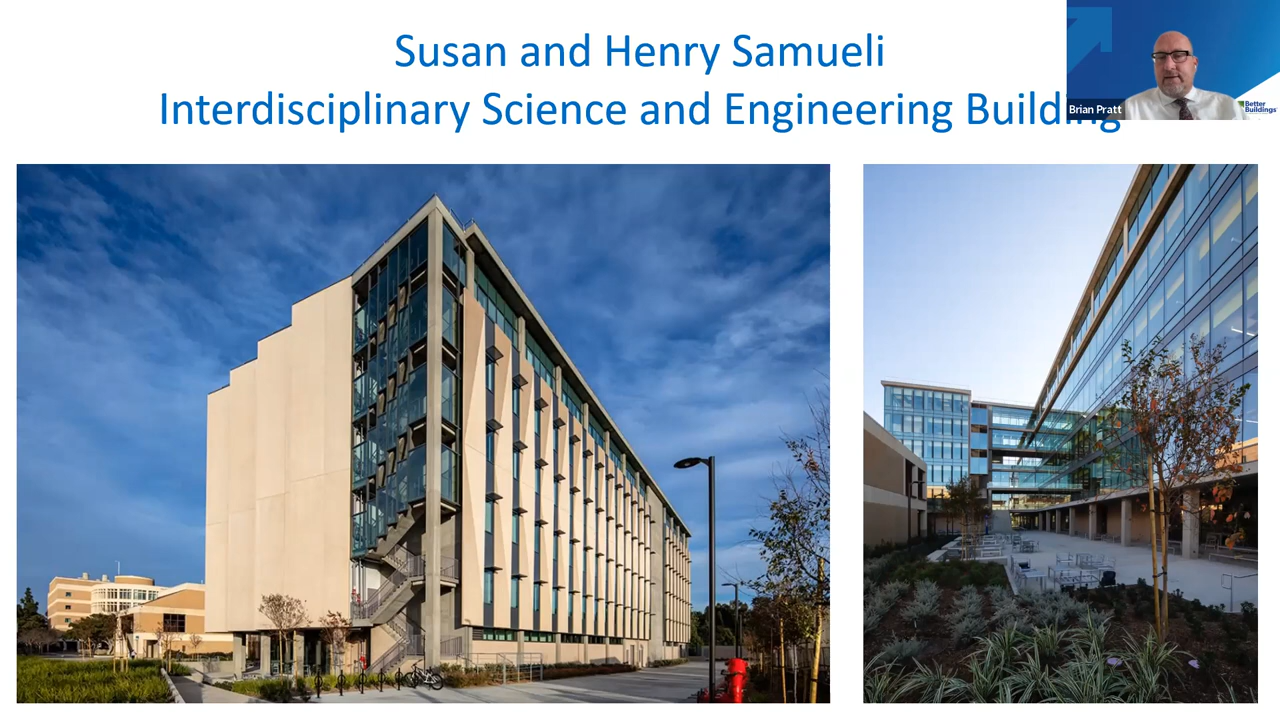 Susan and Henry Samueli
Interdisciplinary Science and Engineering Building
Brian Pratt
Better
Buildings